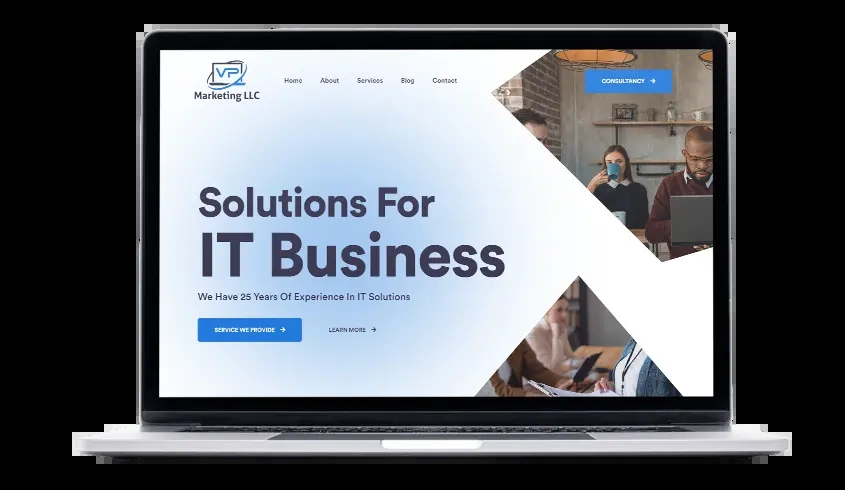 VP
Marketing LLC
Home About Services Blog Contact
CONSULTANCY →
Solutions For
IT Business
We Have 25 Years Of Experience In IT Solutions
SERVICE WE PROVIDE →
LEARN MORE →